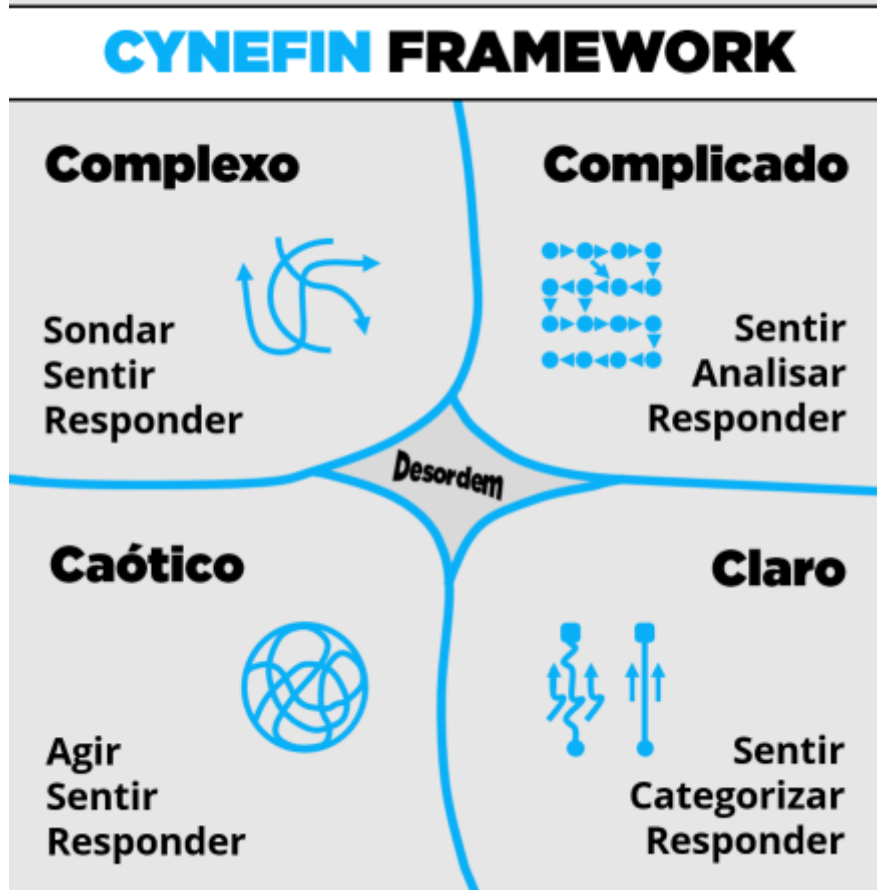 CYNEFIN FRAMEWORK
Complexo
Sondar
Sentir
Responder
Complicado
Sentir
Analisar
Responder
Desordem
Caótico
Agir
Sentir
Responder
Claro
Sentir
Categorizar
Responder